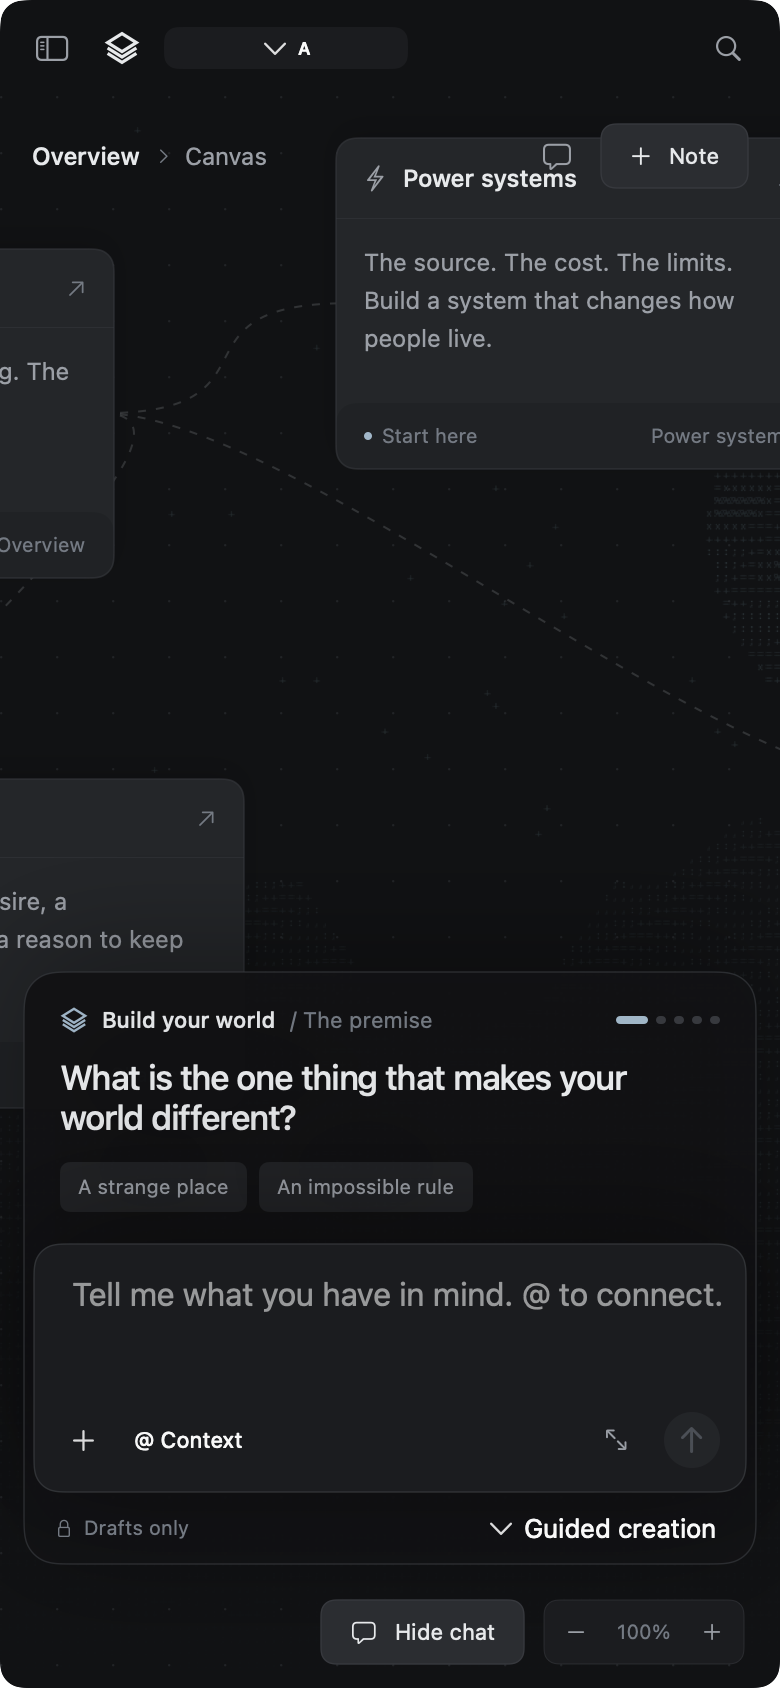 A
Overview > Canvas
+ Note
Power systems
The source. The cost. The limits.
Build a system that changes how
people live.
Start here
Power system
g. The
Overview
sire, a
a reason to keep
Build your world / The premise
What is the one thing that makes your
world different?
A strange place
An impossible rule
Tell me what you have in mind. @ to connect.
+ @ Context
Drafts only
Guided creation
Hide chat
− 100% +